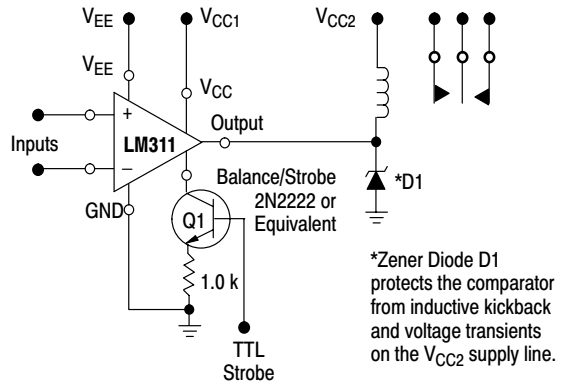 VEE
VCC1
VCC2
VEE
VCC
+
Inputs
LM311
Output
−
Balance/Strobe
2N2222 or
Equivalent
*D1
GND
Q1
1.0 k
*Zener Diode D1
protects the comparator
from inductive kickback
and voltage transients
on the VCC2 supply line.
TTL
Strobe